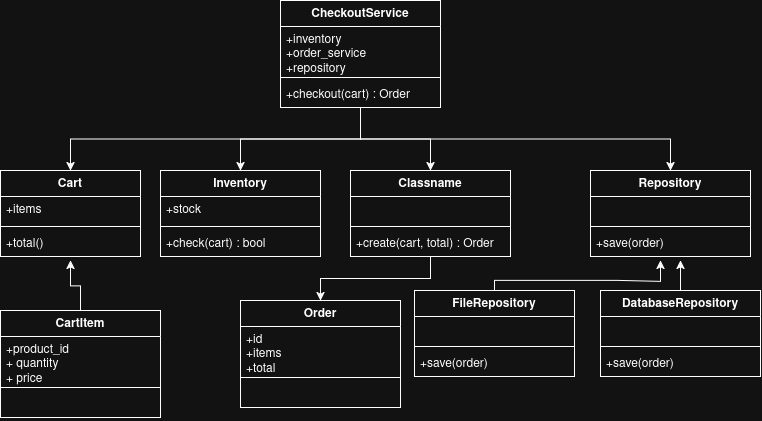 CheckoutService
+inventory
+order_service
+repository
+checkout(cart) : Order
Cart
+items
+total()
Inventory
+stock
+check(cart) : bool
Classname
+create(cart, total) : Order
Repository
+save(order)
CartItem
+product_id
+ quantity
+ price
Order
+id
+items
+total
FileRepository
+save(order)
DatabaseRepository
+save(order)